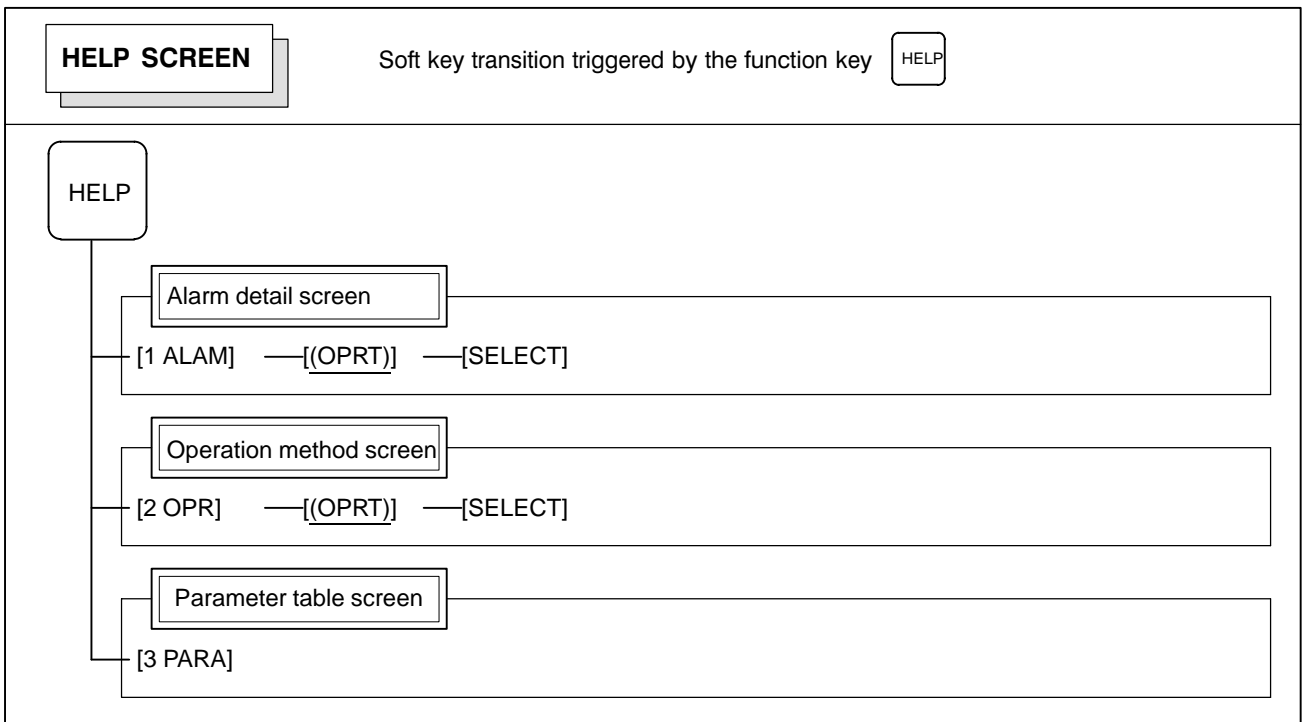 HELP SCREEN
Soft key transition triggered by the function key HELP
HELP
Alarm detail screen
[1 ALAM] [(OPRT)] [SELECT]
Operation method screen
[2 OPR] [(OPRT)] [SELECT]
Parameter table screen
[3 PARA]